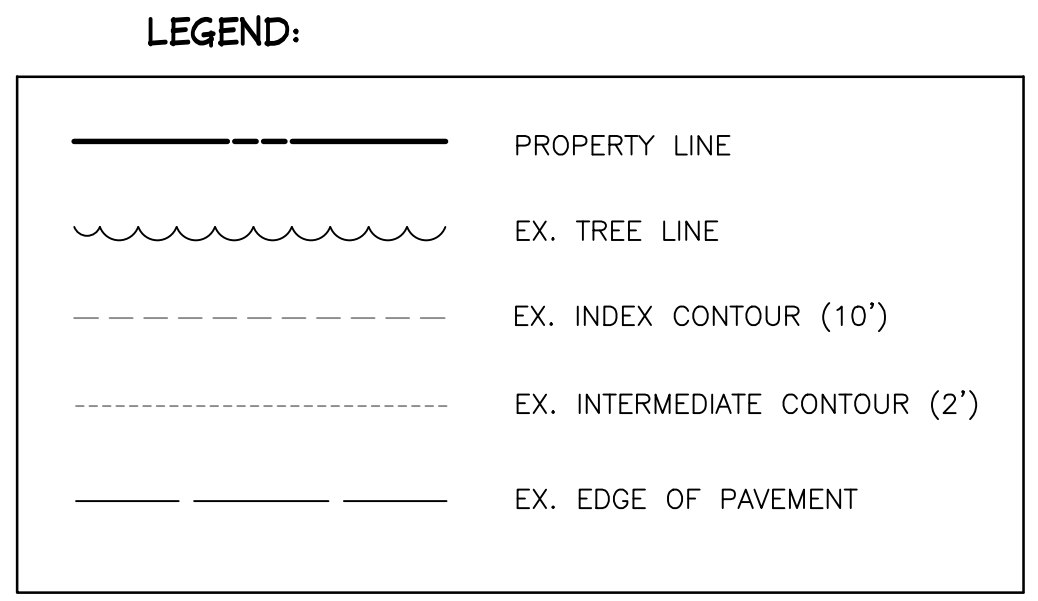 LEGEND:
PROPERTY LINE
EX. TREE LINE
EX. INDEX CONTOUR (10')
EX. INTERMEDIATE CONTOUR (2')
EX. EDGE OF PAVEMENT